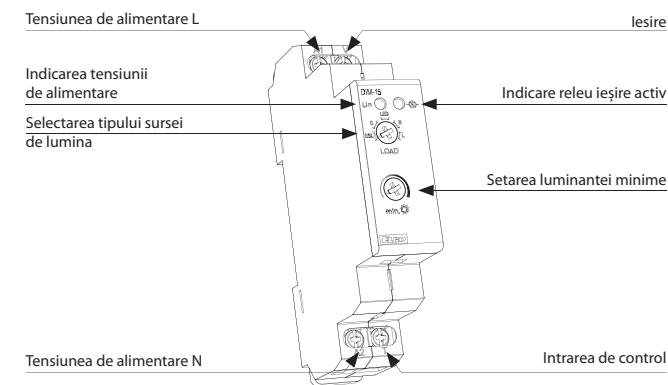 Tensiunea de alimentare L
Iesire
Indicarea tensiunii
de alimentare
Indicare releu ieșire activ
Selectarea tipului sursei
de lumina
DIM-15
Un
LOAD
Setarea luminantei minime
min.
A2
Tensiunea de alimentare N
Intrarea de control